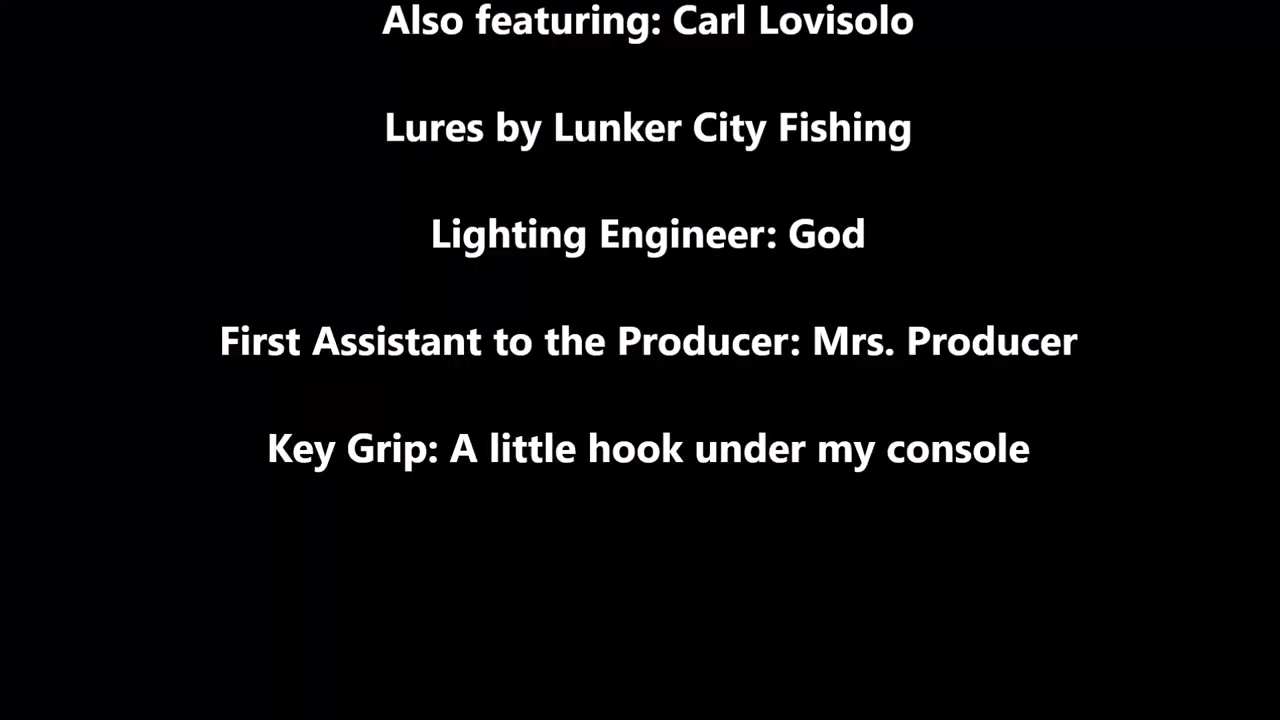 Also featuring: Carl Lovisolo
Lures by Lunker City Fishing
Lighting Engineer: God
First Assistant to the Producer: Mrs. Producer
Key Grip: A little hook under my console